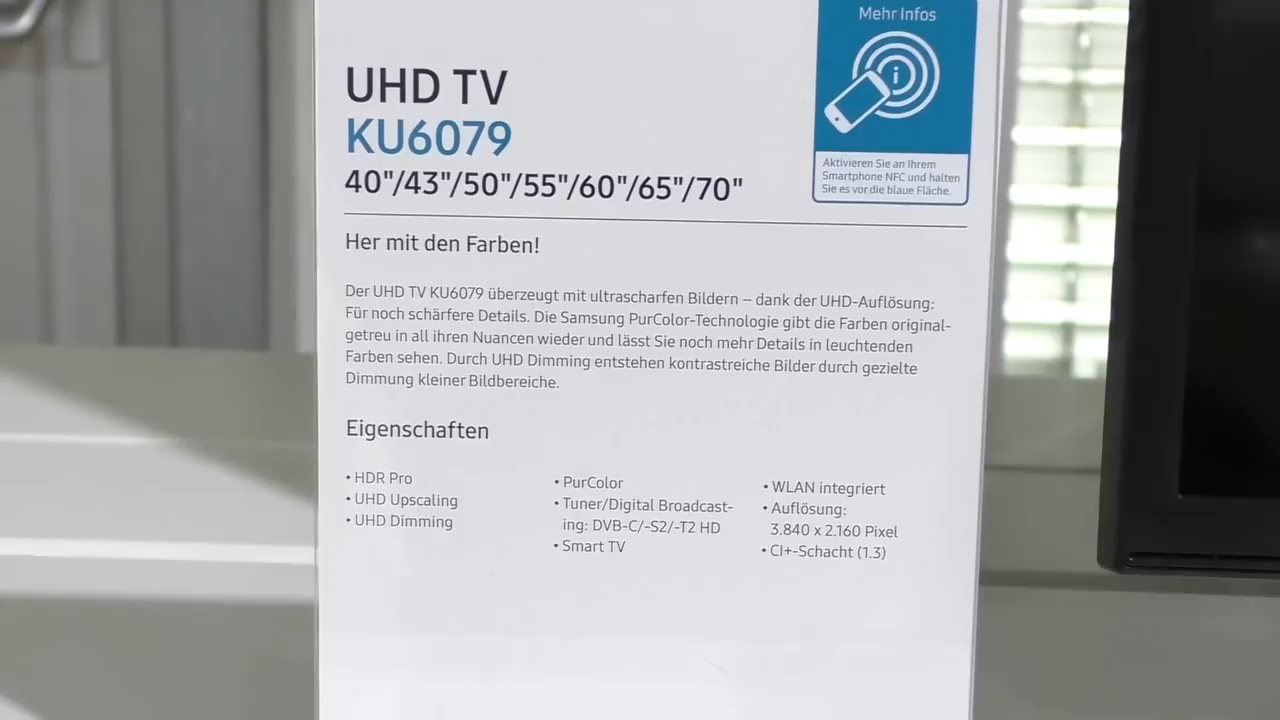 Mehr Infos
UHD TV
KU6079
40"/43"/50"/55"/60"/65"/70"
Aktivieren Sie an Ihrem
Smartphone NFC und halten
Sie es vor die blaue Fläche.
Her mit den Farben!
Der UHD TV KU6079 überzeugt mit ultrascharfen Bildern – dank der UHD-Auflösung:
Für noch schärfere Details. Die Samsung PurColor-Technologie gibt die Farben original-
getreu in all ihren Nuancen wieder und lässt Sie noch mehr Details in leuchtenden
Farben sehen. Durch UHD Dimming entstehen kontrastreiche Bilder durch gezielte
Dimmung kleiner Bildbereiche.
Eigenschaften
• HDR Pro
• UHD Upscaling
• UHD Dimming
• PurColor
• Tuner/Digital Broadcast-
ing: DVB-C/-S2/-T2 HD
• Smart TV
• WLAN integriert
• Auflösung:
3.840 x 2.160 Pixel
• CI+-Schacht (1.3)